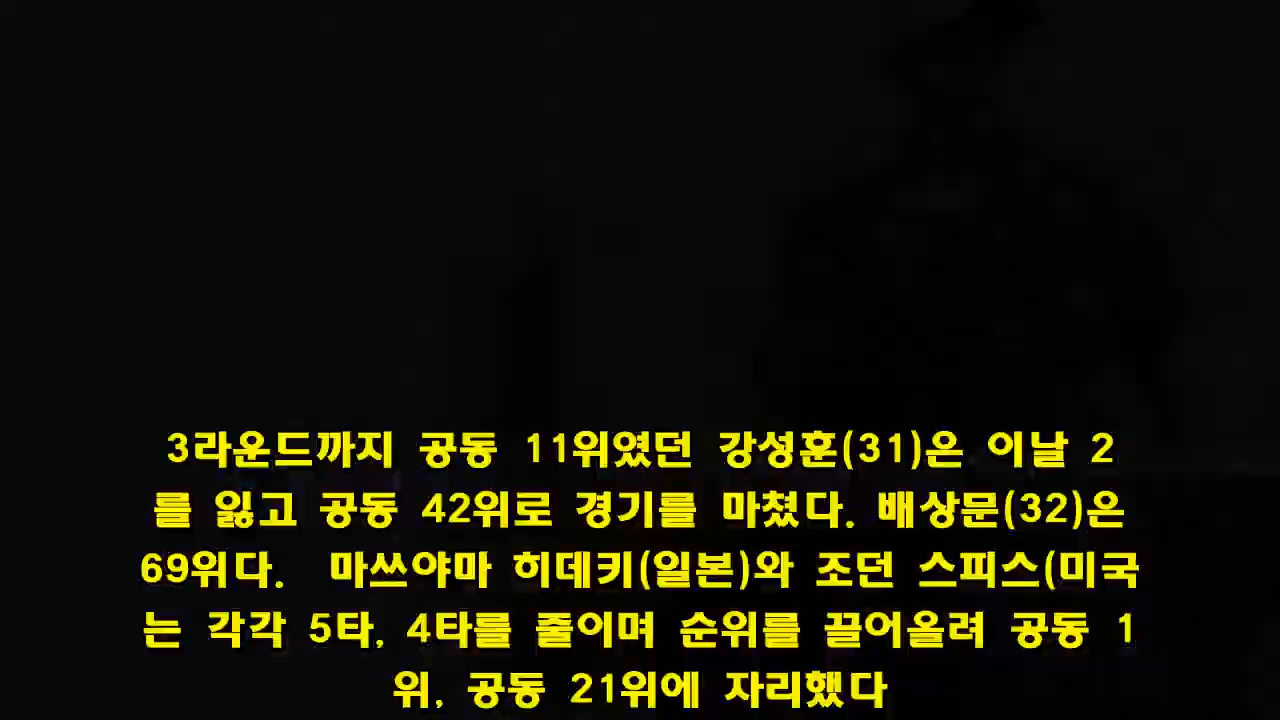 3라운드까지 공동 11위였던 강성훈(31)은 이날 2
를 잃고 공동 42위로 경기를 마쳤다. 배상문(32)은
69위다. 마쓰야마 히데키(일본)와 조던 스피스(미국
는 각각 5타, 4타를 줄이며 순위를 끌어올려 공동 1
위, 공동 21위에 자리했다